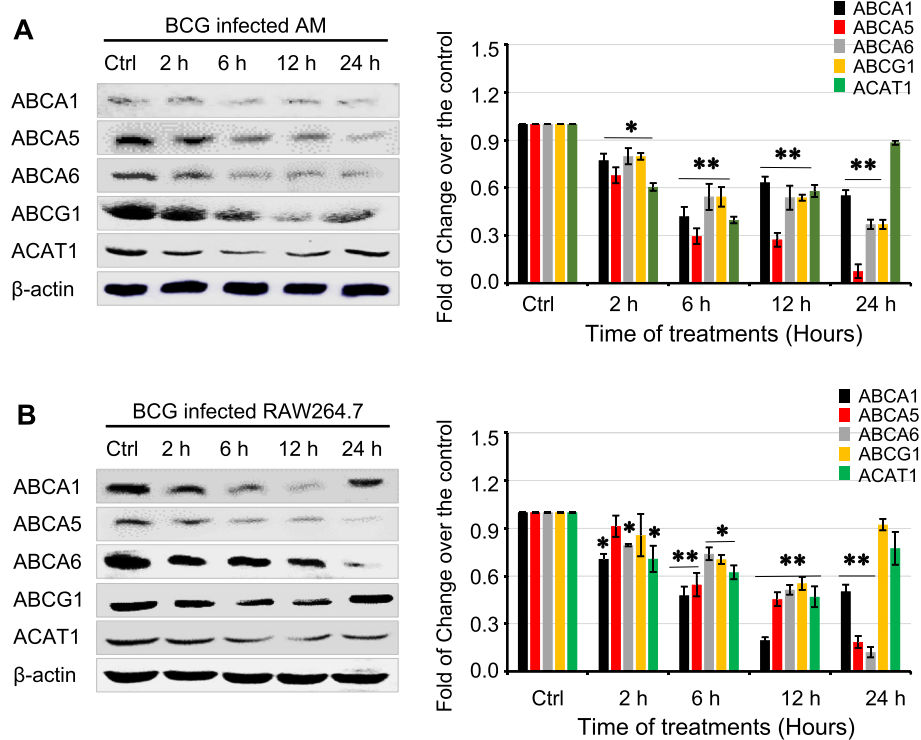 A
BCG infected AM
Ctrl 2 h 6 h 12 h 24 h
ABCA1
ABCA5
ABCA6
ABCG1
ACAT1
β-actin
ABCA1
ABCA5
ABCA6
ABCG1
ACAT1
Fold of Change over the control
1.5
1.2
0.9
0.6
0.3
0.0
*
**
**
**
Ctrl 2 h 6 h 12 h 24 h
Time of treatments (Hours)
B
BCG infected RAW264.7
Ctrl 2 h 6 h 12 h 24 h
ABCA1
ABCA5
ABCA6
ABCG1
ACAT1
β-actin
ABCA1
ABCA5
ABCA6
ABCG1
ACAT1
Fold of Change over the control
1.5
1.2
0.9
0.6
0.3
0.0
* * *
**
*
**
**
Ctrl 2 h 6 h 12 h 24 h
Time of treatments (Hours)